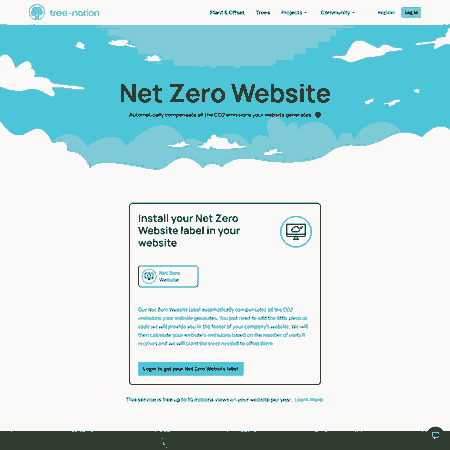 tree-nation
Plant & Offset Trees Projects Community Register Log In
Net Zero Website
Automatically compensate all the CO2 emissions your website generates
Install your Net Zero
Website label in your
website
Net Zero
Website
Our Net Zero Website label automatically compensates all the CO2
emissions your website generates. You just need to add the little piece of
code we will provide you in the footer of your company's website. We will
then calculate your website's emissions based on the number of visits it
receives and we will plant the trees needed to offset them.
Login to get your Net Zero Website label
This service is free up to 10 millions views on your website per year. Learn more